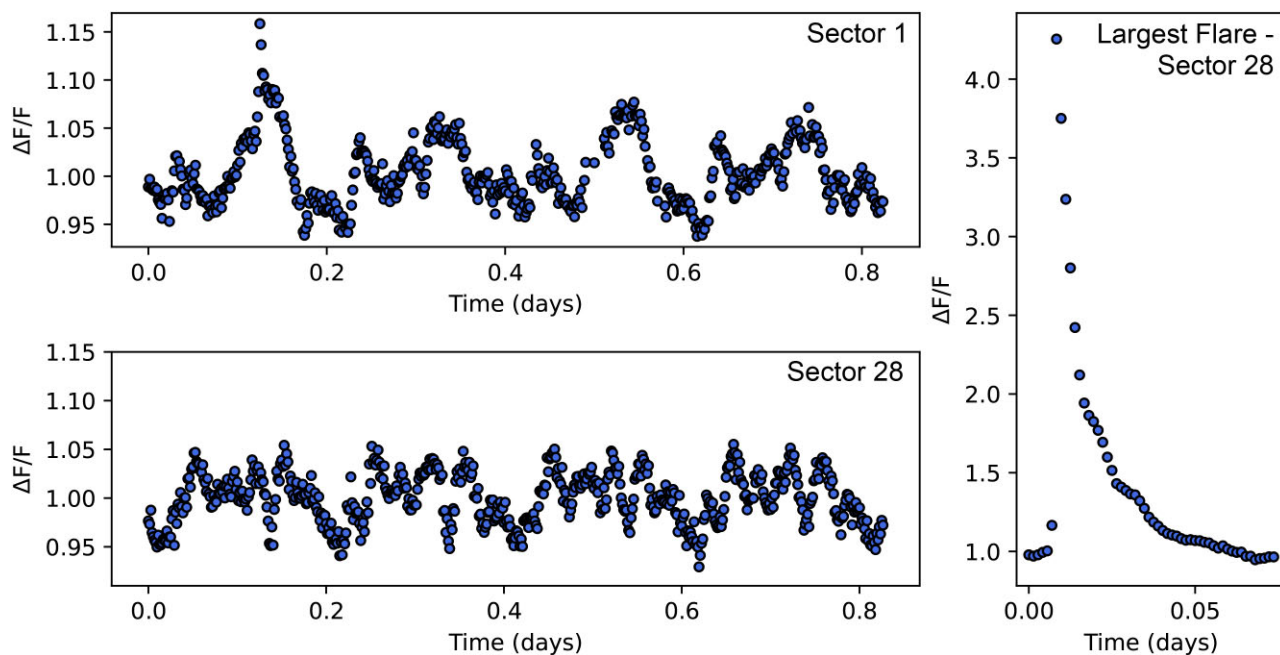 1.15
1.10
1.05
1.00
0.95
ΔF/F
Sector 1
0.0
0.2
0.4
0.6
0.8
Time (days)
1.15
1.10
1.05
1.00
0.95
ΔF/F
Sector 28
0.0
0.2
0.4
0.6
0.8
Time (days)
Largest Flare -
Sector 28
4.0
3.5
3.0
2.5
2.0
1.5
1.0
ΔF/F
0.00
0.05
Time (days)